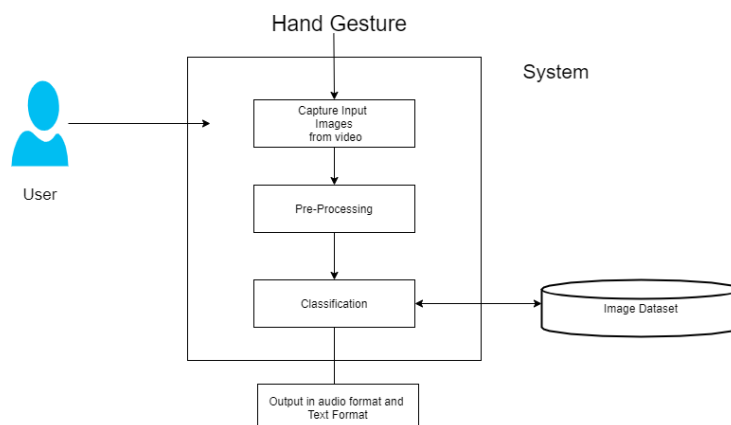 Hand Gesture
System
Capture Input
Images
from video
User
Pre-Processing
Classification
Image Dataset
Output in audio format and
Text Format